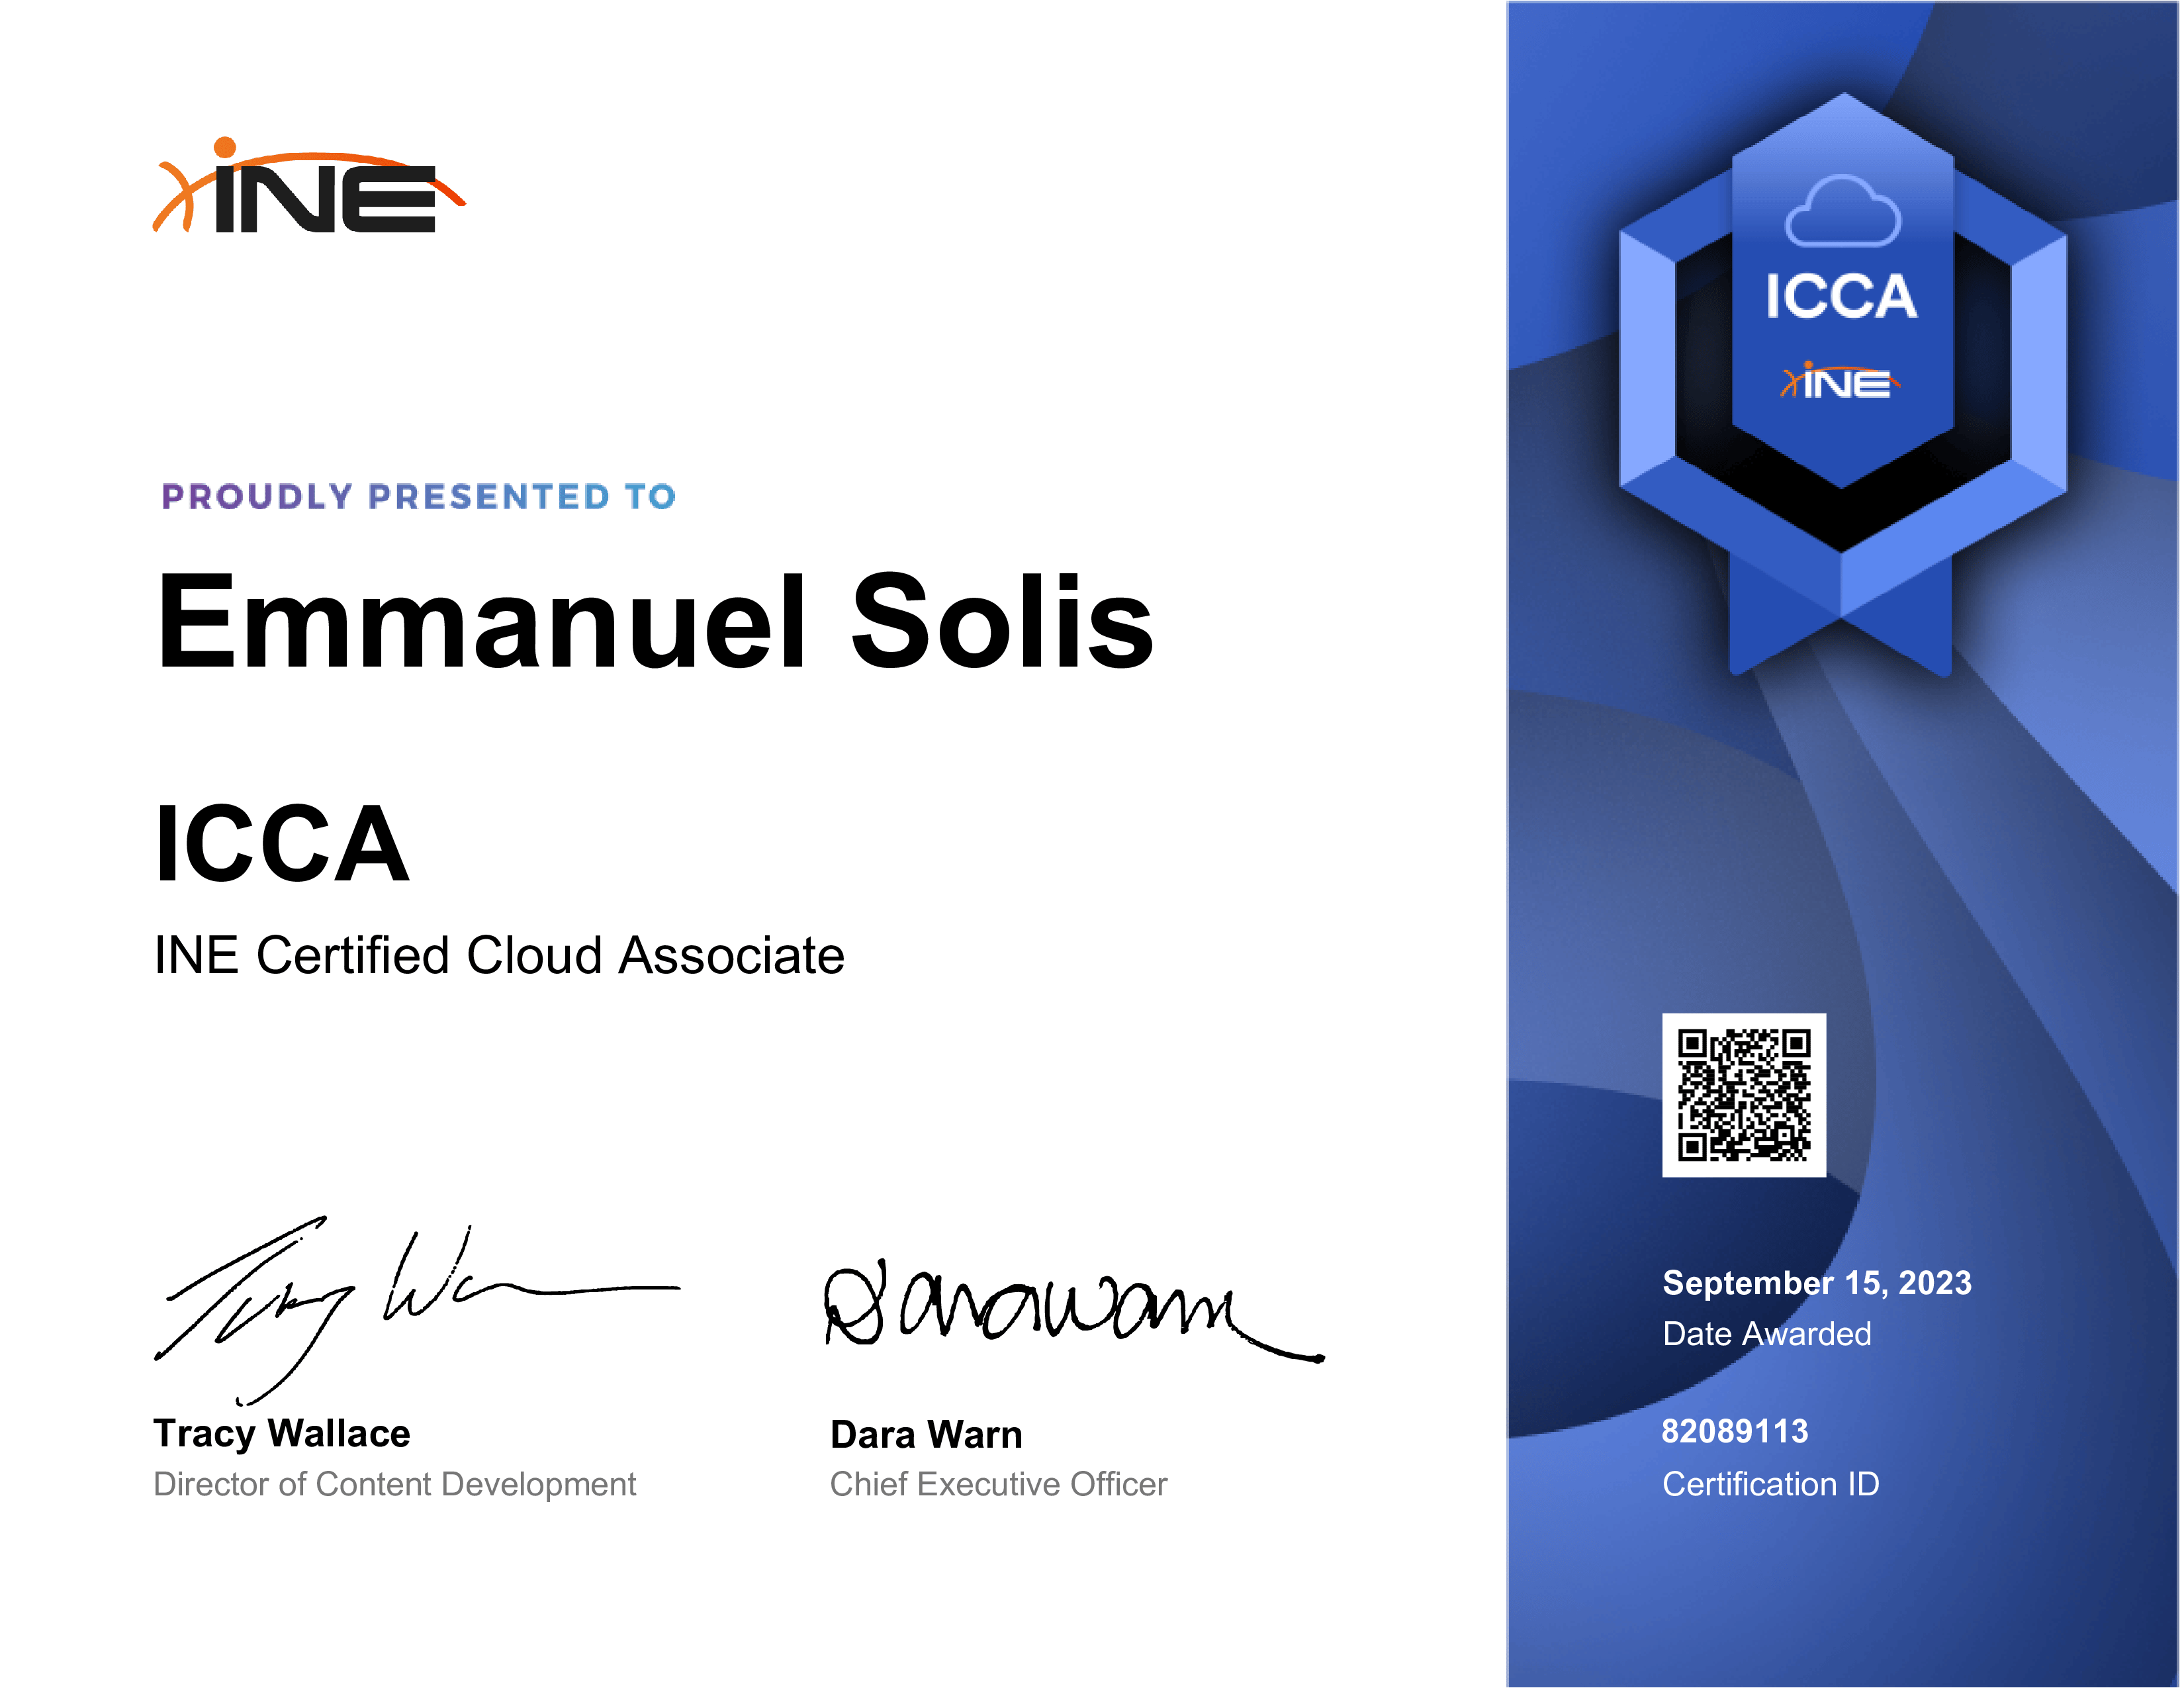 INE
PROUDLY PRESENTED TO
Emmanuel Solis
ICCA
INE Certified Cloud Associate
Tracy Wallace
Director of Content Development
Dara Warn
Chief Executive Officer
ICCA
INE
September 15, 2023
Date Awarded
82089113
Certification ID